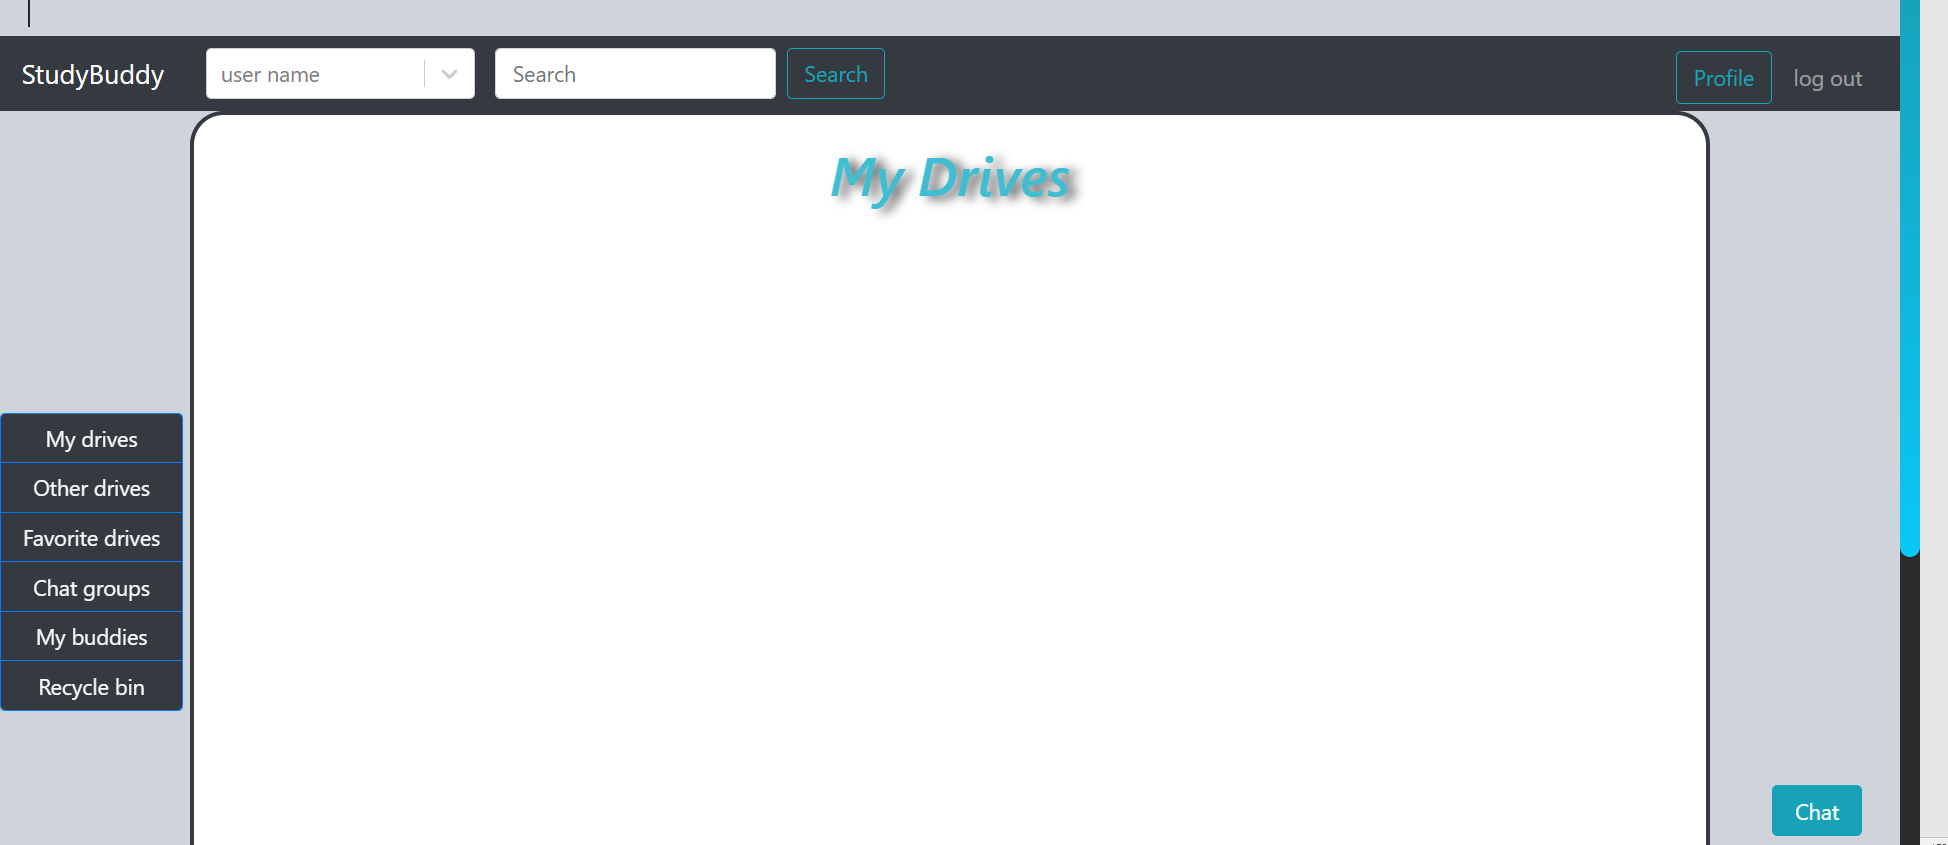 StudyBuddy
user name
Search
Search
Profile
log out
My Drives
My drives
Other drives
Favorite drives
Chat groups
My buddies
Recycle bin
Chat